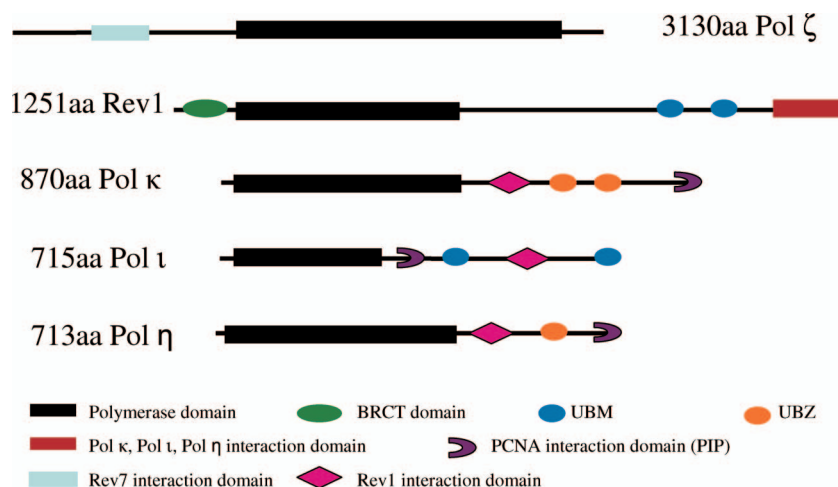 3130aa Pol ζ
1251aa Rev1
870aa Pol κ
715aa Pol ι
713aa Pol η
Polymerase domain BRCT domain UBM UBZ
Pol κ, Pol ι, Pol η interaction domain PCNA interaction domain (PIP)
Rev7 interaction domain Rev1 interaction domain